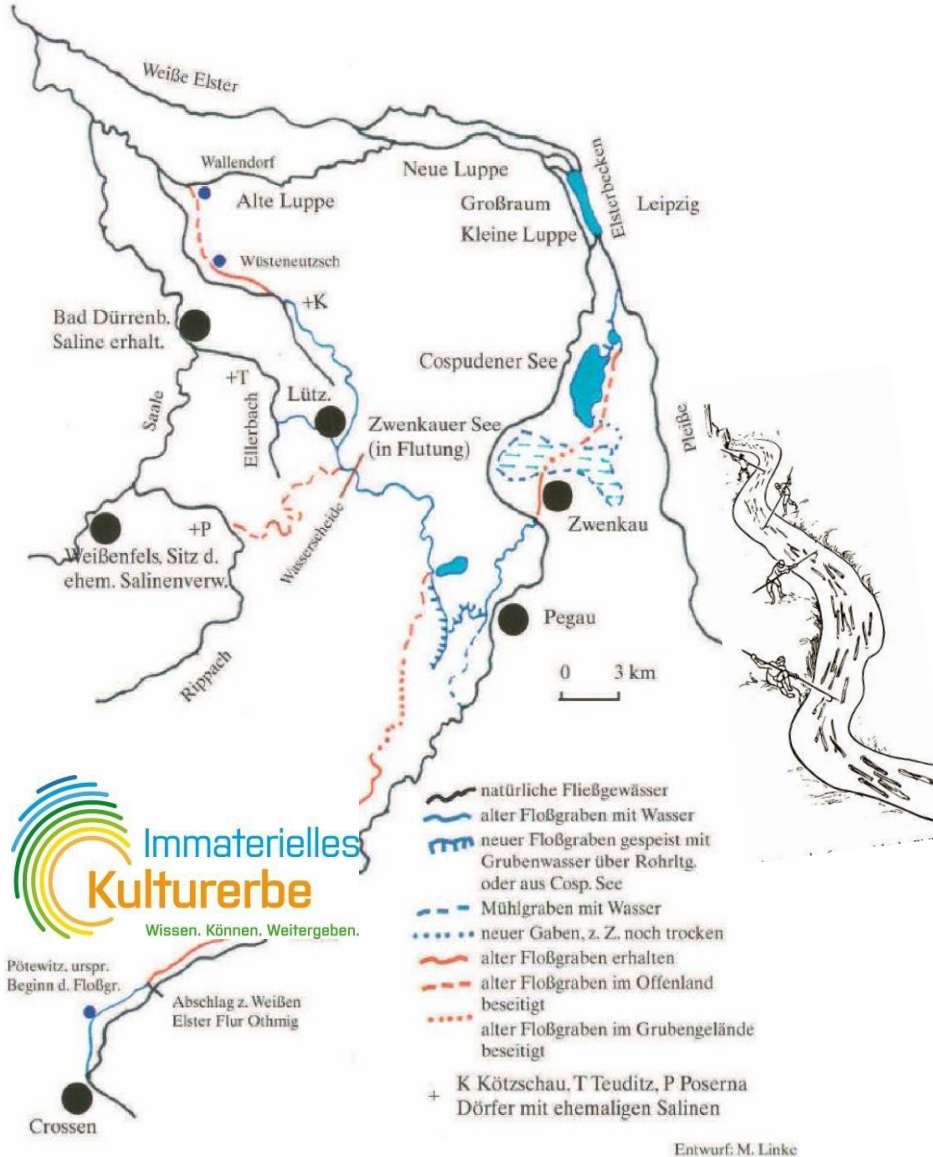 Weiße Elster
Wallendorf
Neue Luppe
Alte Luppe
Großraum
Kleine Luppe
Elsterbecken
Leipzig
Wüsteneutzsch
+K
Bad Dürrenb.
Saline erhalt.
+T
Cospudener See
Saale
Ellerbach
Lütz.
Zwenkauer See
(in Flutung)
Pleiße
Zwenkau
+P
Wasserscheide
Weißenfels, Sitz d.
ehem. Salinenverw.
Pegau
Rippach
0 3 km
natürliche Fließgewässer
alter Floßgraben mit Wasser
neuer Floßgraben gespeist mit
Grubenwasser über Rohrltg.
oder aus Cosp. See
Mühlgraben mit Wasser
neuer Gaben, z. Z. noch trocken
alter Floßgraben erhalten
alter Floßgraben im Offenland
beseitigt
alter Floßgraben im Grubengelände
beseitigt
+ K Kötzschau, T Teuditz, P Poserna
Dörfer mit ehemaligen Salinen
Immaterielles
Kulturerbe
Wissen. Können. Weitergeben.
Pötewitz, urspr.
Beginn d. Floßgr.
Abschlag z. Weißen
Elster Flur Othmig
Crossen
Entwurf: M. Linke